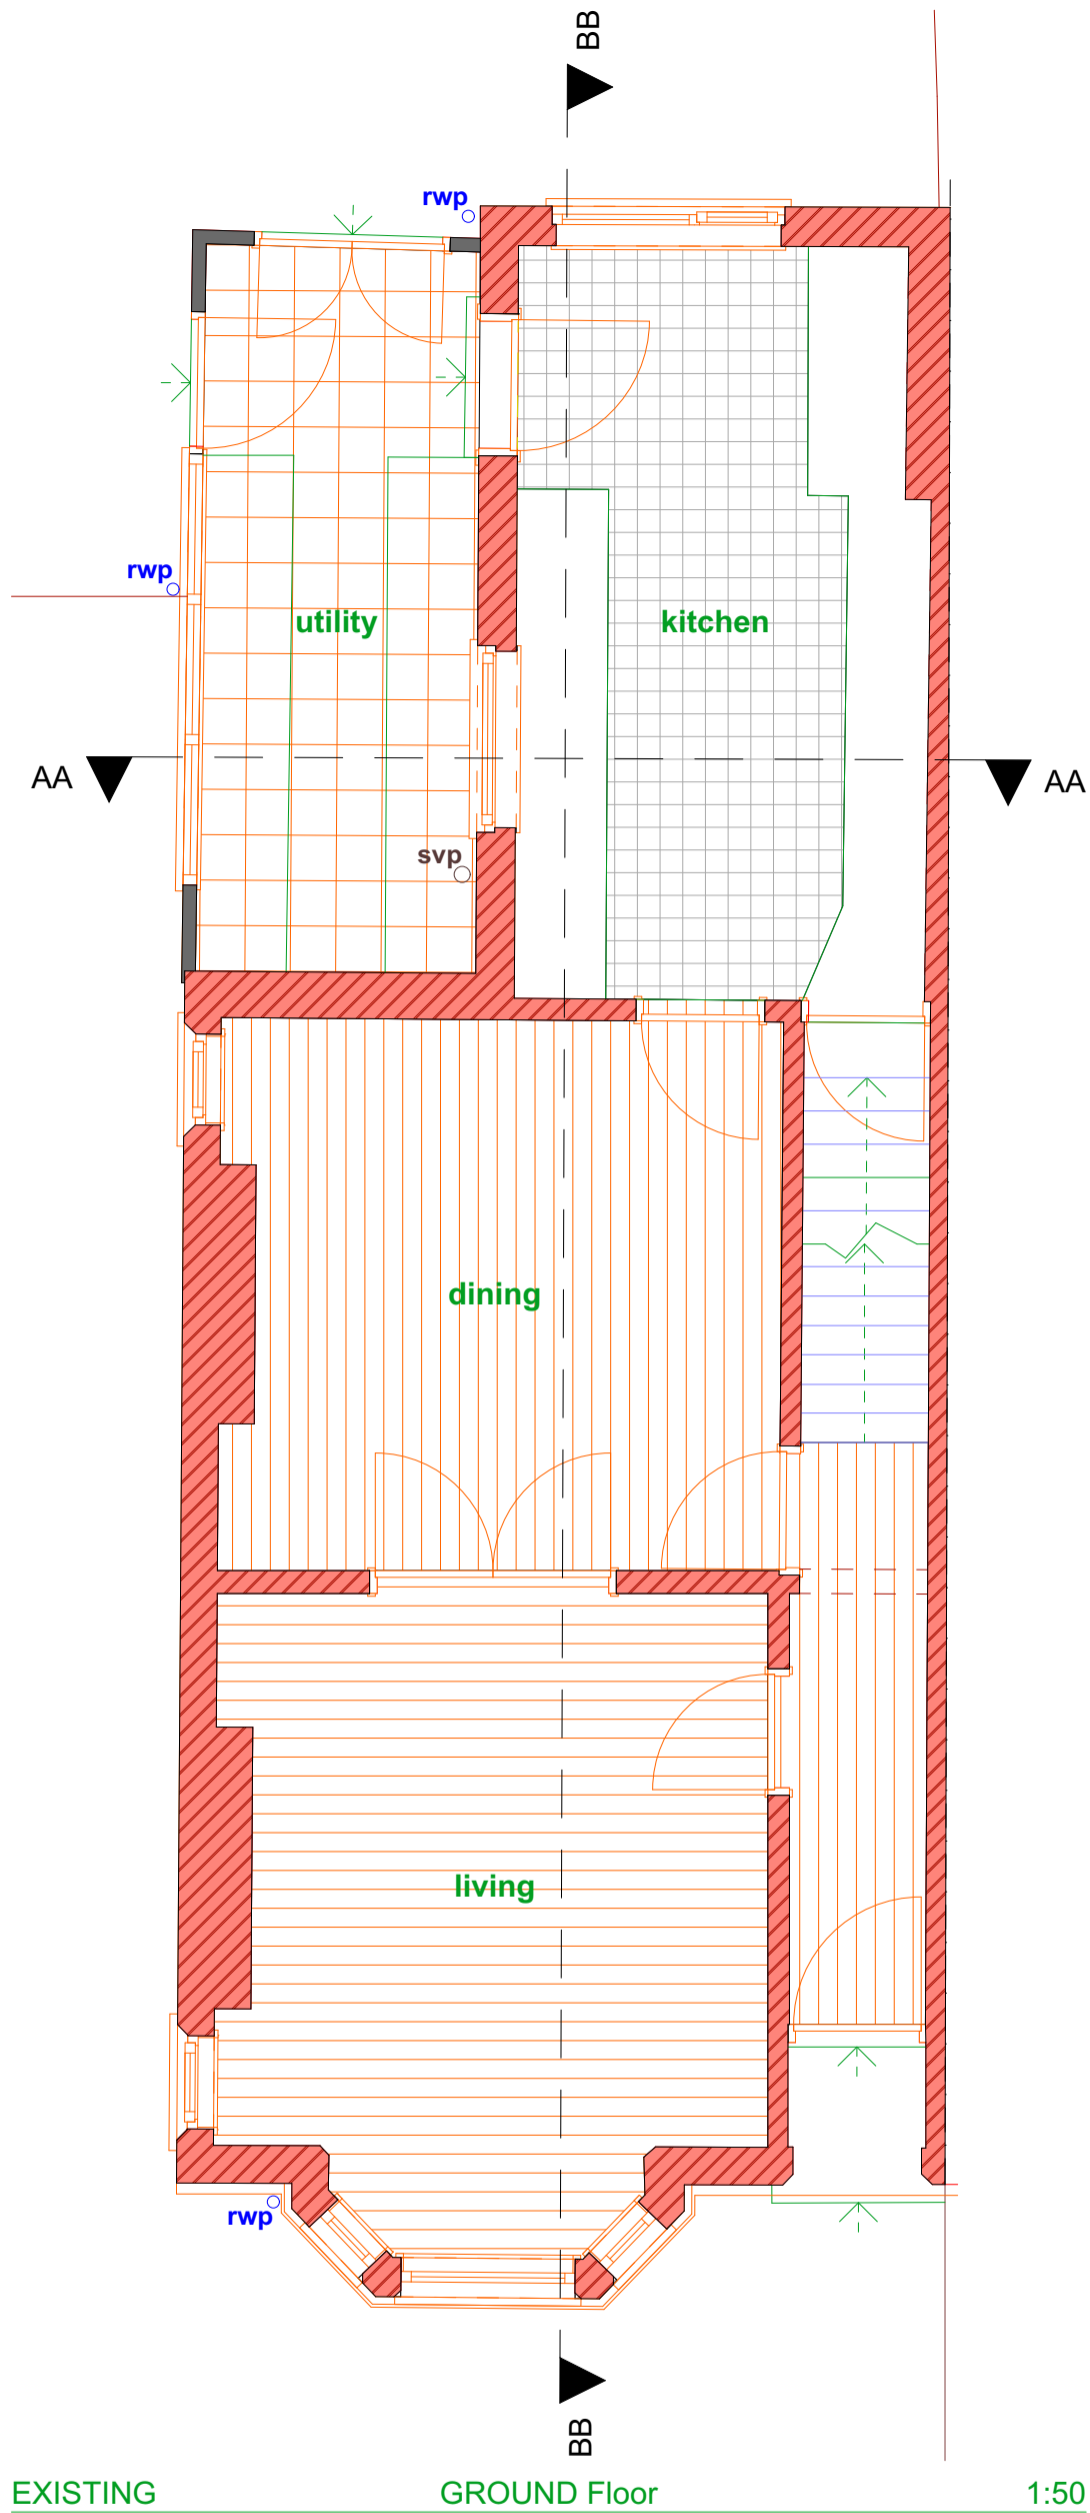 BB
rwp
rwp
utility
kitchen
AA
AA
svp
dining
living
rwp
BB
EXISTING GROUND Floor 1:50